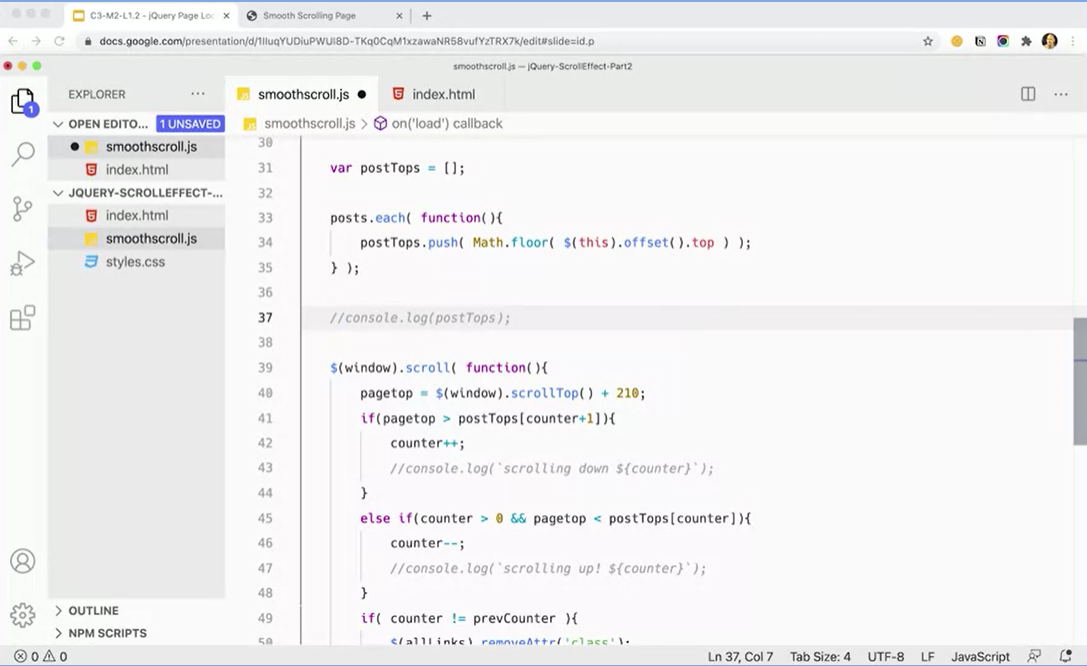 C3-M2-L1.2 - jQuery Page Loc
Smooth Scrolling Page
docs.google.com/presentation/d/1IIuqYUDiuPWUI8D-TKq0CqM1xzawaNR58vufYzTRX7k/edit#slide=id.p
smoothscroll.js — jQuery-ScrollEffect-Part2
EXPLORER
smoothscroll.js
index.html
OPEN EDITO... 1 UNSAVED
smoothscroll.js > on('load') callback
smoothscroll.js
index.html
JQUERY-SCROLLEFFECT-...
index.html
smoothscroll.js
styles.css
1
30
31 var postTops = [];
32
33 posts.each( function(){
34 postTops.push( Math.floor( $(this).offset().top ) );
35 } );
36
37 //console.log(postTops);
38
39 $(window).scroll( function(){
40 pagetop = $(window).scrollTop() + 210;
41 if(pagetop > postTops[counter+1]){
42 counter++;
43 //console.log(`scrolling down ${counter}`);
44 }
45 else if(counter > 0 && pagetop < postTops[counter]){
46 counter--;
47 //console.log(`scrolling up! ${counter}`);
48 }
49 if( counter != prevCounter ){
50 $(allLinks).removeAttr('class');
OUTLINE
NPM SCRIPTS
0 0
Ln 37, Col 7 Tab Size: 4 UTF-8 LF JavaScript